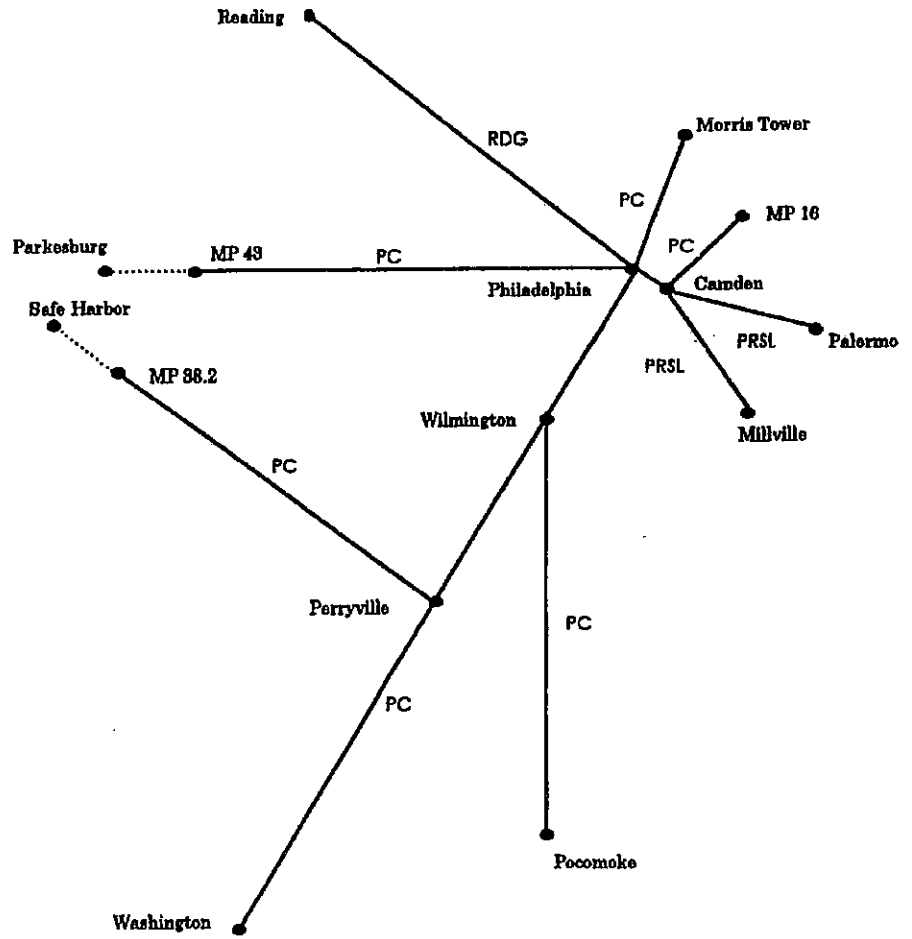 Reading
Morris Tower
RDG
PC
MP 16
PC
Parkesburg
MP 43
PC
Philadelphia
Camden
Safe Harbor
PRSL
Palermo
PRSL
MP 38.2
Wilmington
Millville
PC
Perryville
PC
PC
Pocomoke
Washington